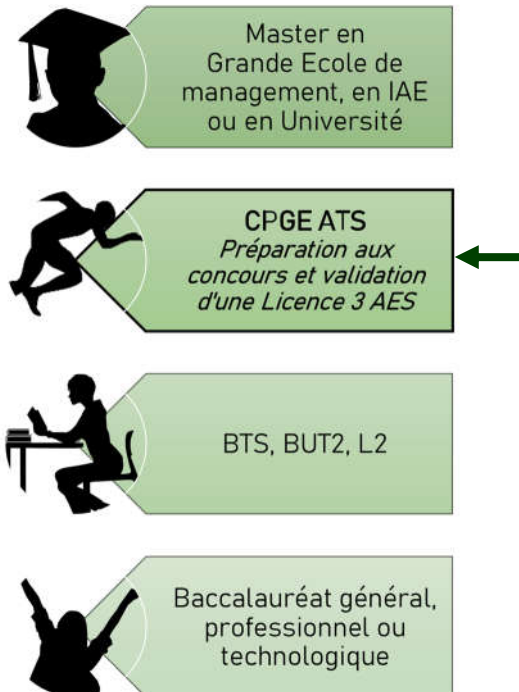 Master en
Grande Ecole de
management, en IAE
ou en Université
CPGE ATS
Préparation aux
concours et validation
d'une Licence 3 AES
BTS, BUT2, L2
Baccalauréat général,
professionnel ou
technologique